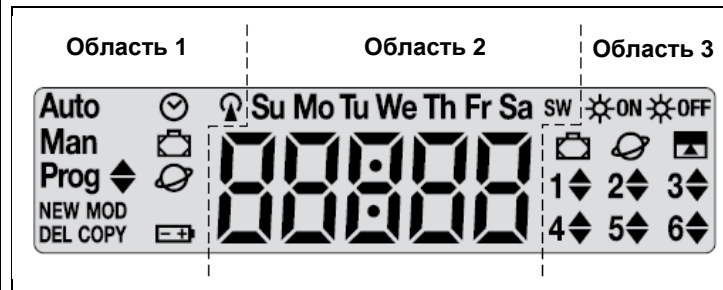 Область 1 Область 2 Область 3
Auto Su Mo Tu We Th Fr Sa SW ON OFF
Man
Prog 1 2 3
NEW MOD
DEL COPY 4 5 6
88:888